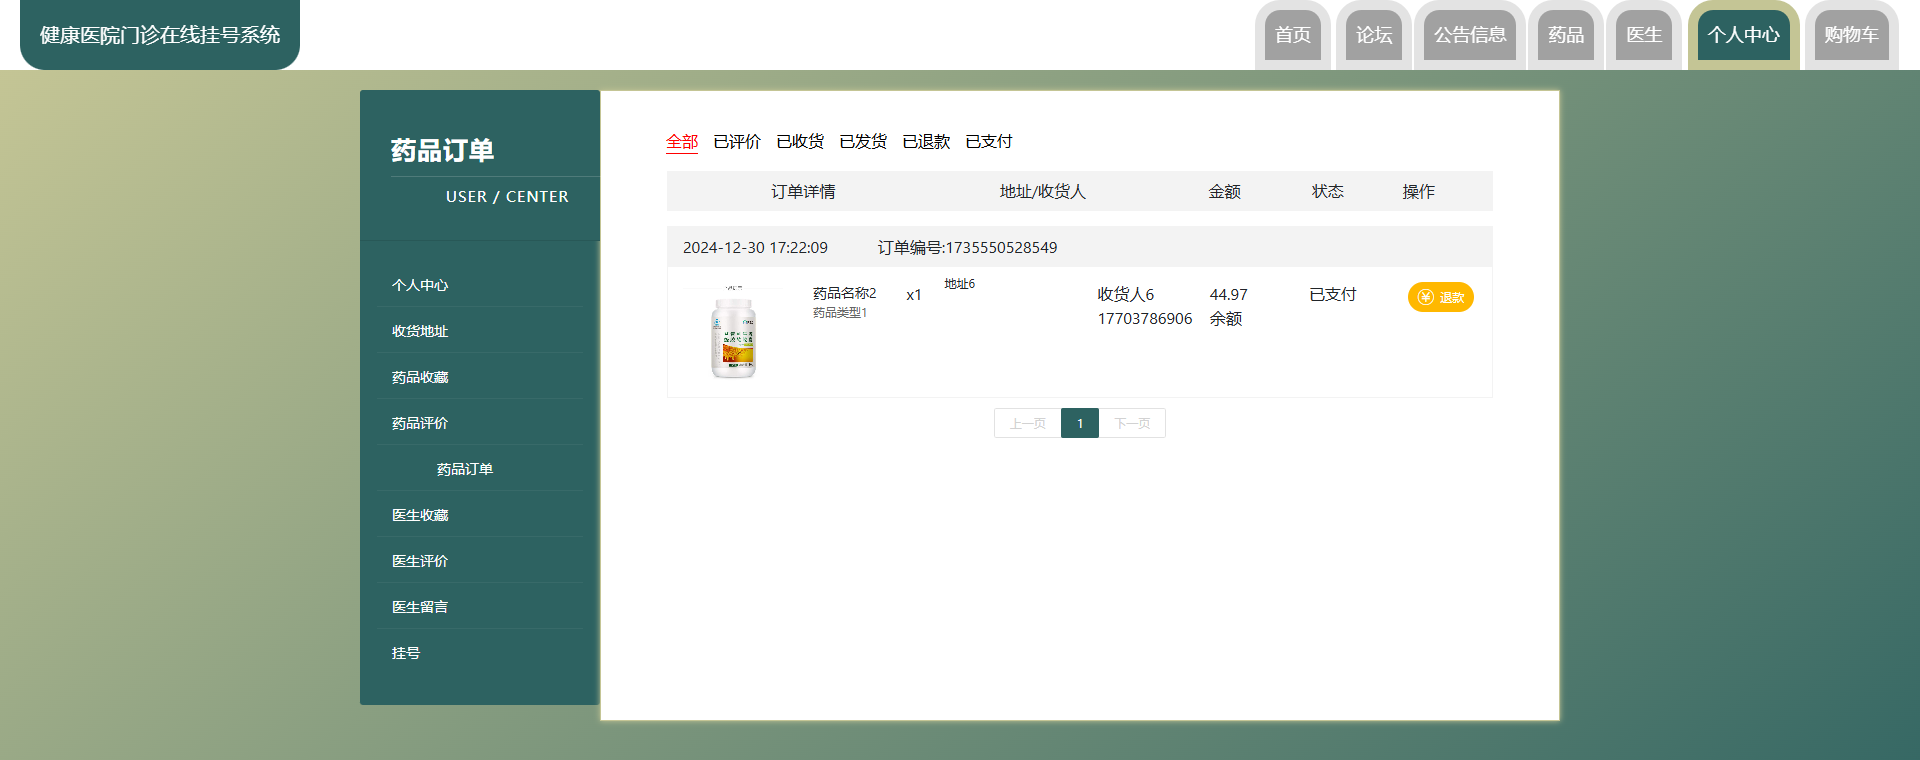 健康医院门诊在线挂号系统
首页 论坛 公告信息 药品 医生 个人中心 购物车
药品订单
USER / CENTER
个人中心
收货地址
药品收藏
药品评价
药品订单
医生收藏
医生评价
医生留言
挂号
全部 已评价 已收货 已发货 已退款 已支付
订单详情 地址/收货人 金额 状态 操作
2024-12-30 17:22:09 订单编号:1735550528549
药品名称2 x1 地址6 收货人6 44.97 已支付 退款
药品类型1 17703786906 余额
上一页 1 下一页